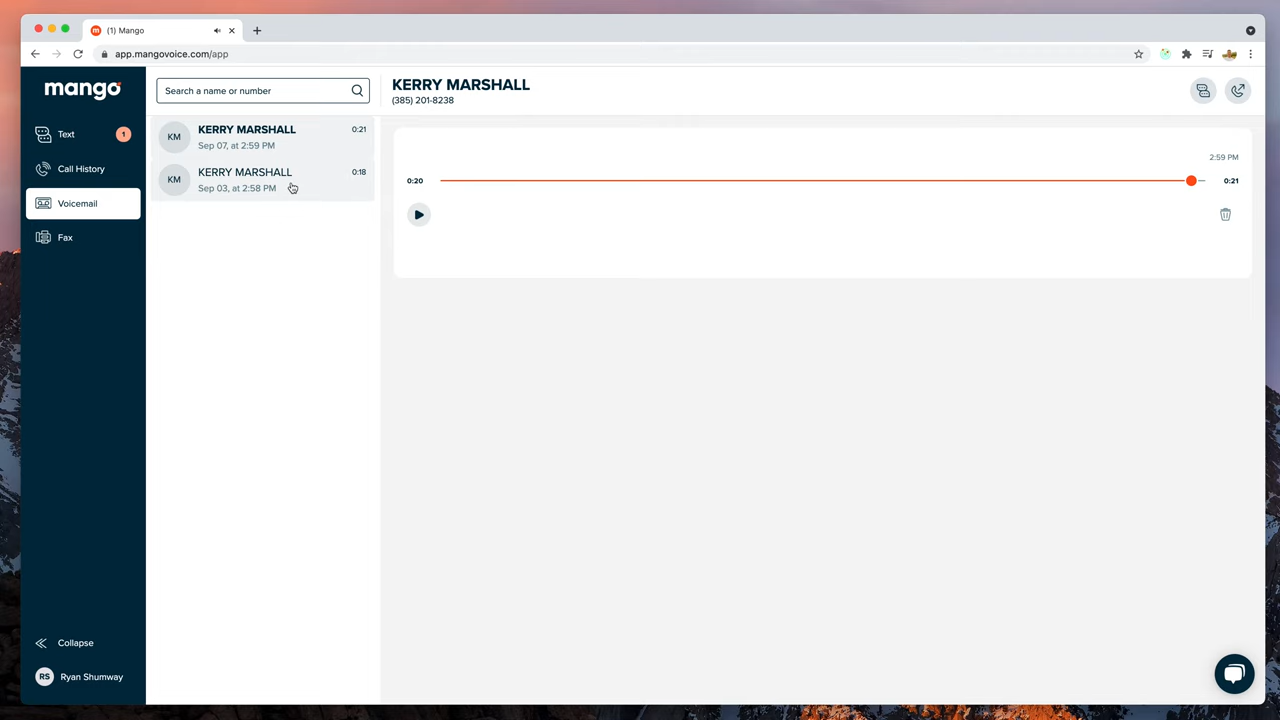 (1) Mango
app.mangovoice.com/app
mango
Text
1
Call History
Voicemail
Fax
Collapse
RS
Ryan Shumway
Search a name or number
KM
KERRY MARSHALL
0:21
Sep 07, at 2:59 PM
KM
KERRY MARSHALL
0:18
Sep 03, at 2:58 PM
KERRY MARSHALL
(385) 201-8238
2:59 PM
0:20
0:21